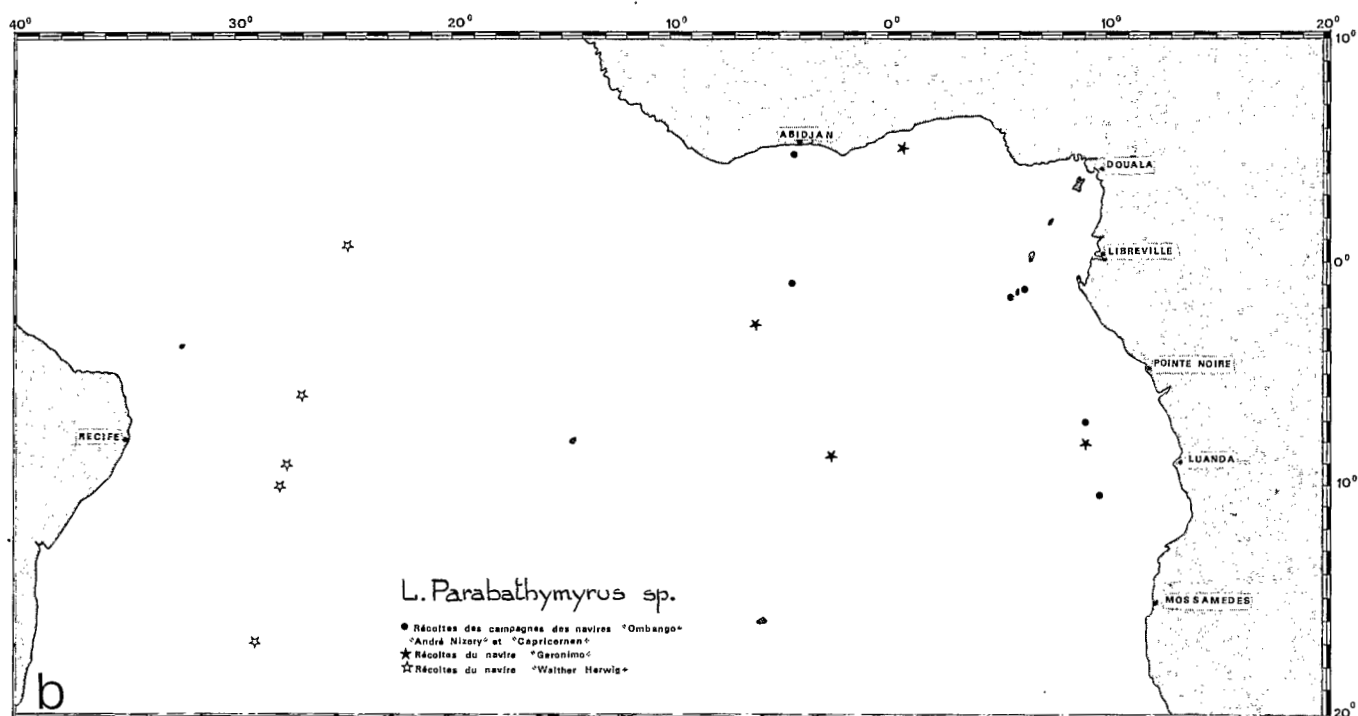 40° 30° 20° 10° 0° 10° 20°
10°
ABIDJAN
DOUALA
LIBREVILLE
0°
POINTE NOIRE
RECIFE
LUANDA
10°
L. Parabathymyrus sp.
● Récoltes des campagnes des navires "Ombango"
"André Nizery" et "Capricornen"
★ Récoltes du navire "Geronimo"
☆ Récoltes du navire "Walther Herwig"
MOSSAMEDES
b
20°